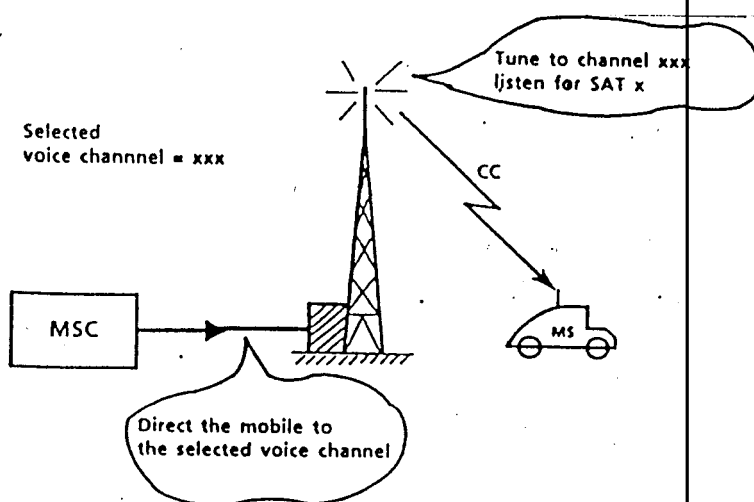 Tune to channel xxx
listen for SAT x
Selected
voice channnel = xxx
CC
MSC
MS
Direct the mobile to
the selected voice channel